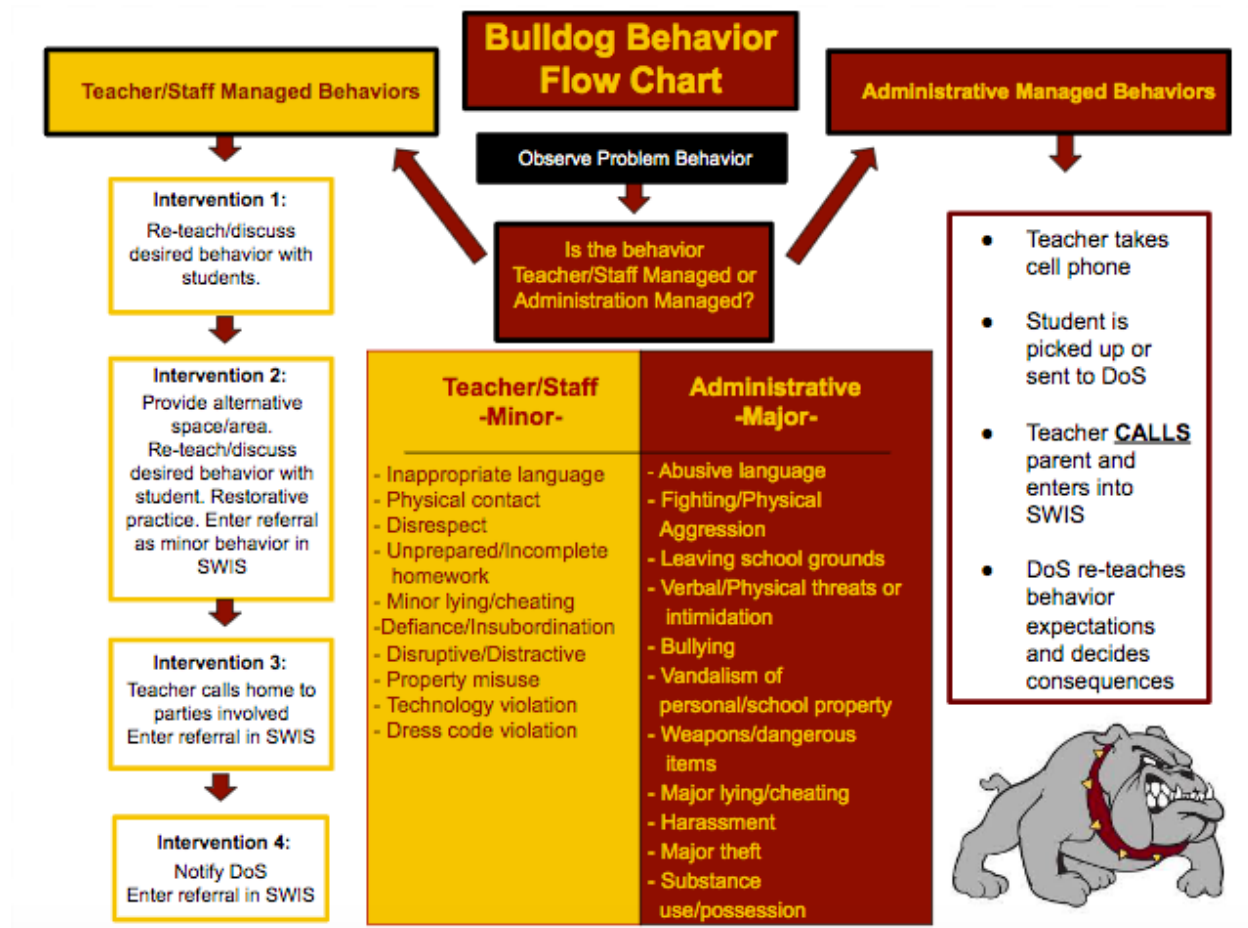 Bulldog Behavior
Flow Chart
Teacher/Staff Managed Behaviors
Administrative Managed Behaviors
Observe Problem Behavior
Is the behavior
Teacher/Staff Managed or
Administration Managed?
Intervention 1:
Re-teach/discuss
desired behavior with
students.
Intervention 2:
Provide alternative
space/area.
Re-teach/discuss
desired behavior with
student. Restorative
practice. Enter referral
as minor behavior in
SWIS
Intervention 3:
Teacher calls home to
parties involved
Enter referral in SWIS
Intervention 4:
Notify DoS
Enter referral in SWIS
Teacher/Staff
-Minor-
- Inappropriate language
- Physical contact
- Disrespect
- Unprepared/Incomplete
homework
- Minor lying/cheating
-Defiance/Insubordination
- Disruptive/Distractive
- Property misuse
- Technology violation
- Dress code violation
Administrative
-Major-
- Abusive language
- Fighting/Physical
Aggression
- Leaving school grounds
- Verbal/Physical threats or
intimidation
- Bullying
- Vandalism of
personal/school property
- Weapons/dangerous
items
- Major lying/cheating
- Harassment
- Major theft
- Substance
use/possession
● Teacher takes
cell phone
● Student is
picked up or
sent to DoS
● Teacher CALLS
parent and
enters into
SWIS
● DoS re-teaches
behavior
expectations
and decides
consequences